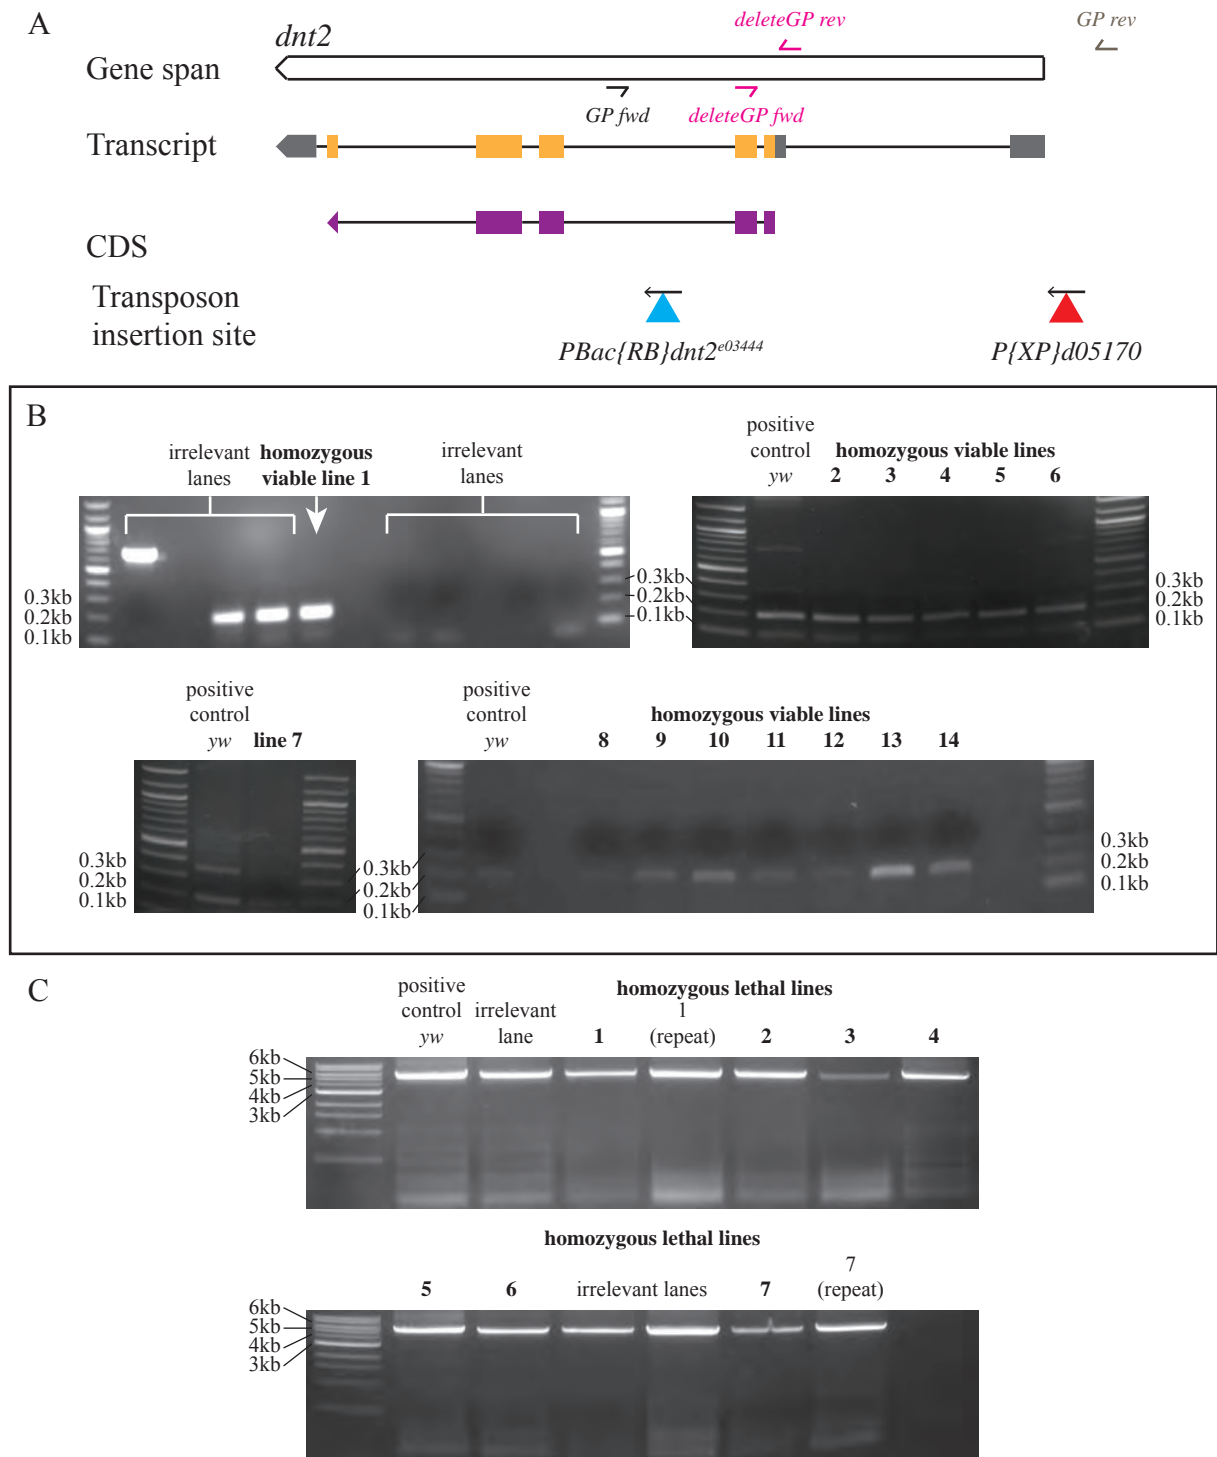 A
dnt2
deleteGP rev
GP rev
Gene span
GP fwd
deleteGP fwd
Transcript
CDS
Transposon
insertion site
PBac{RB}dnt2e03444
P{XP}d05170
B
irrelevant
lanes
homozygous
viable line 1
irrelevant
lanes
0.3kb
0.2kb
0.1kb
0.3kb
0.2kb
0.1kb
positive
control
yw
homozygous viable lines
2 3 4 5 6
0.3kb
0.2kb
0.1kb
positive
control
yw
line 7
0.3kb
0.2kb
0.1kb
0.3kb
0.2kb
0.1kb
positive
control
yw
homozygous viable lines
8 9 10 11 12 13 14
0.3kb
0.2kb
0.1kb
C
positive
control
yw
irrelevant
lane
homozygous lethal lines
1
1
(repeat)
2 3 4
6kb
5kb
4kb
3kb
homozygous lethal lines
5 6 irrelevant lanes 7
7
(repeat)
6kb
5kb
4kb
3kb